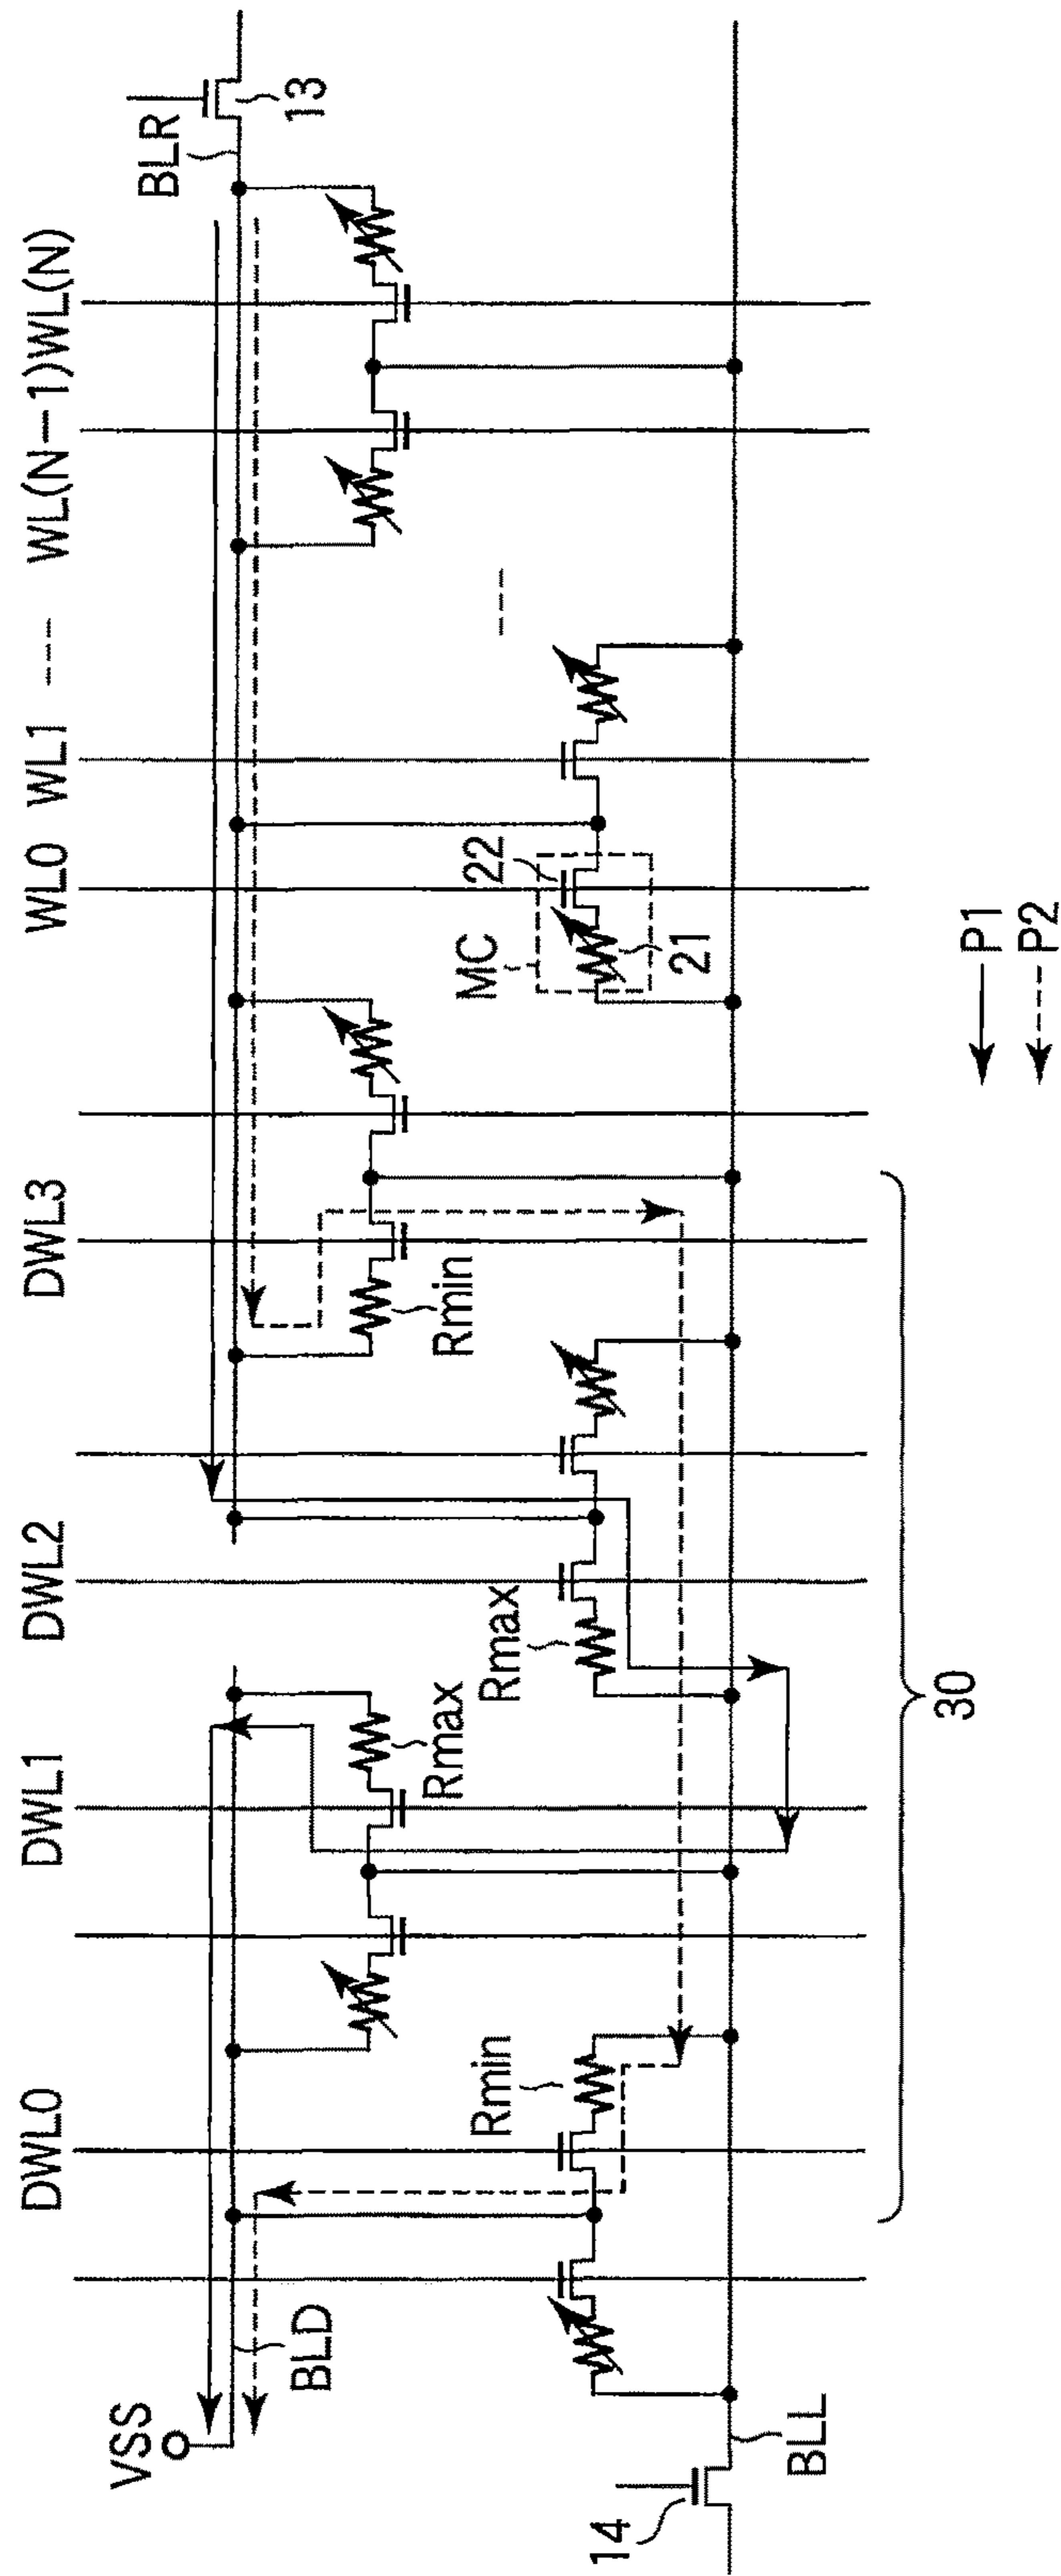 VSS
DWL0
DWL1
DWL2
DWL3
WL0
WL1
WL(N−1)
WL(N)
BLD
BLR
13
Rmin
Rmax
Rmax
Rmin
MC
22
21
14
BLL
30
P1
P2